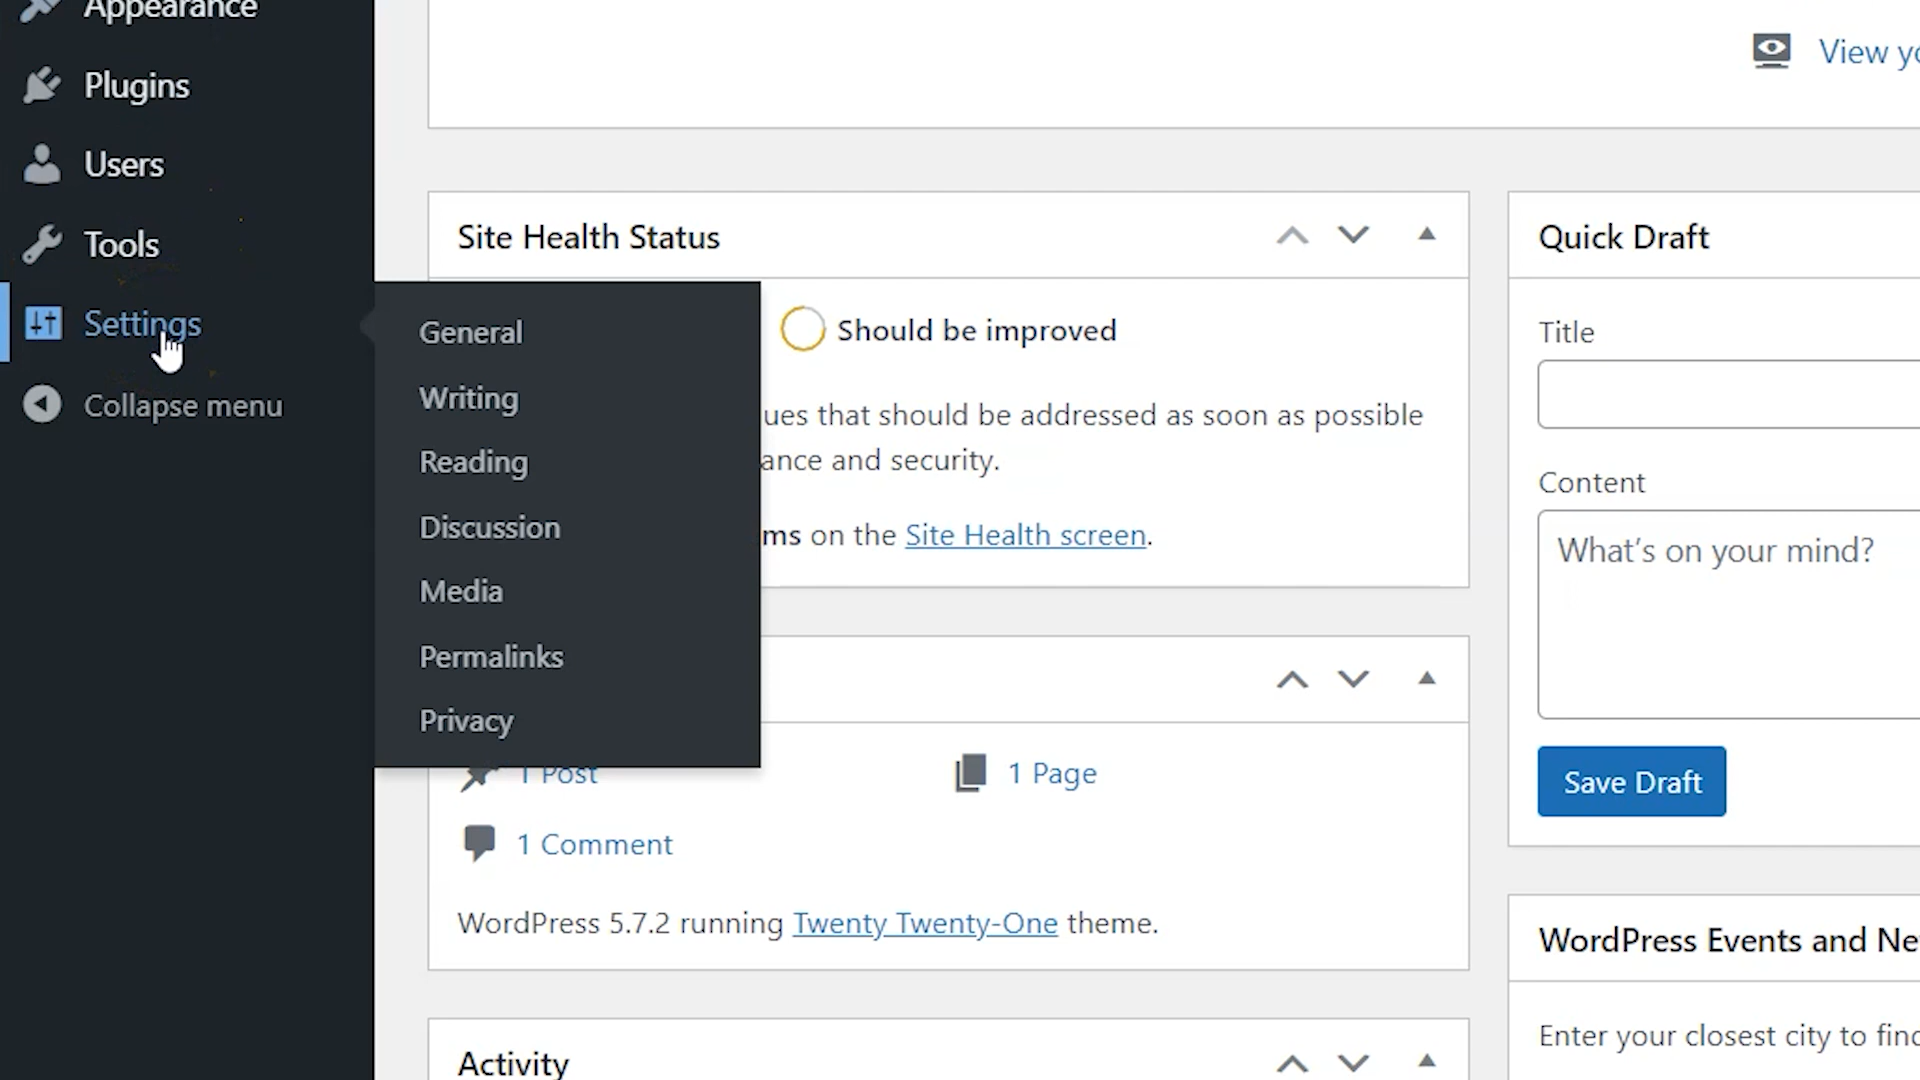 Appearance
Plugins
Users
Tools
Settings
Collapse menu
General
Writing
Reading
Discussion
Media
Permalinks
Privacy
View yo
Site Health Status
Should be improved
ues that should be addressed as soon as possible
ance and security.
ms on the Site Health screen.
1 Post
1 Page
1 Comment
WordPress 5.7.2 running Twenty Twenty-One theme.
Activity
Quick Draft
Title
Content
What's on your mind?
Save Draft
WordPress Events and Ne
Enter your closest city to find